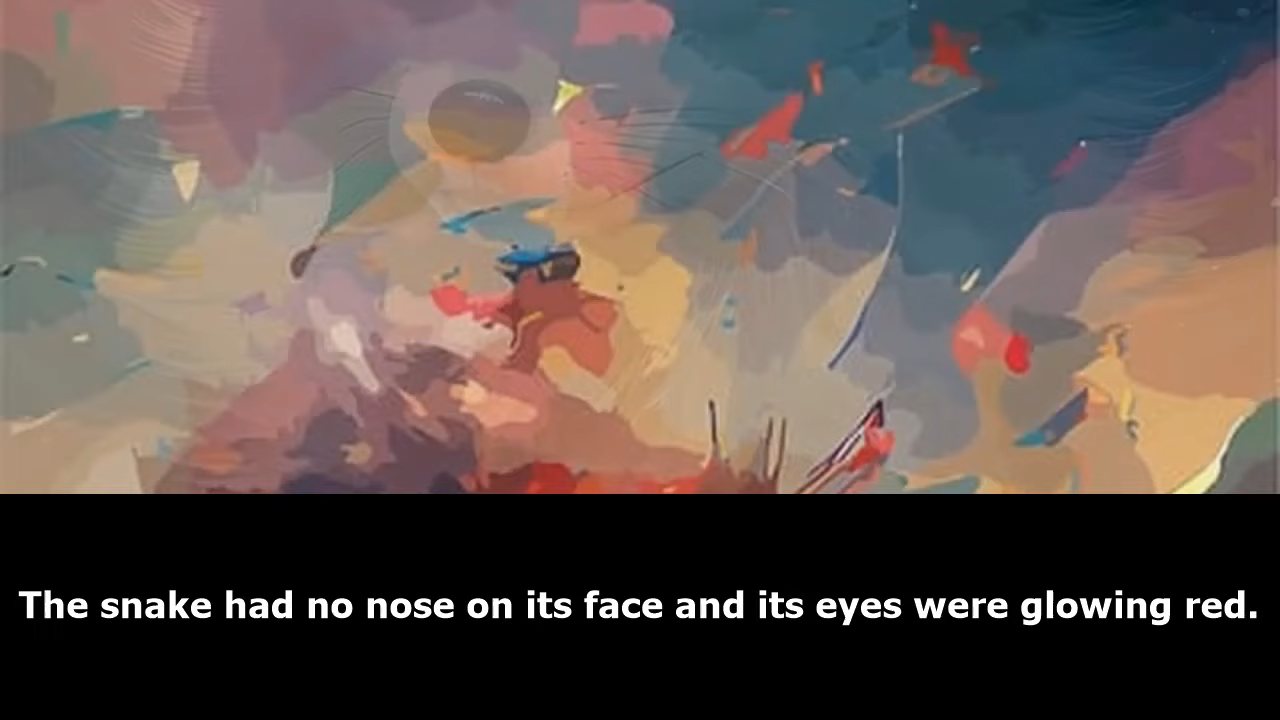 The snake had no nose on its face and its eyes were glowing red.